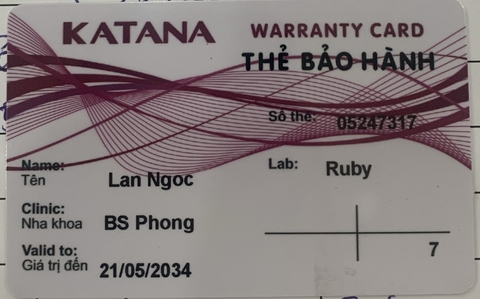 KATANA WARRANTY CARD
THẺ BẢO HÀNH
Số thẻ: 05247317
Name:
Tên Lan Ngoc
Lab: Ruby
Clinic:
Nha khoa BS Phong
Valid to:
Giá trị đến 21/05/2034
7